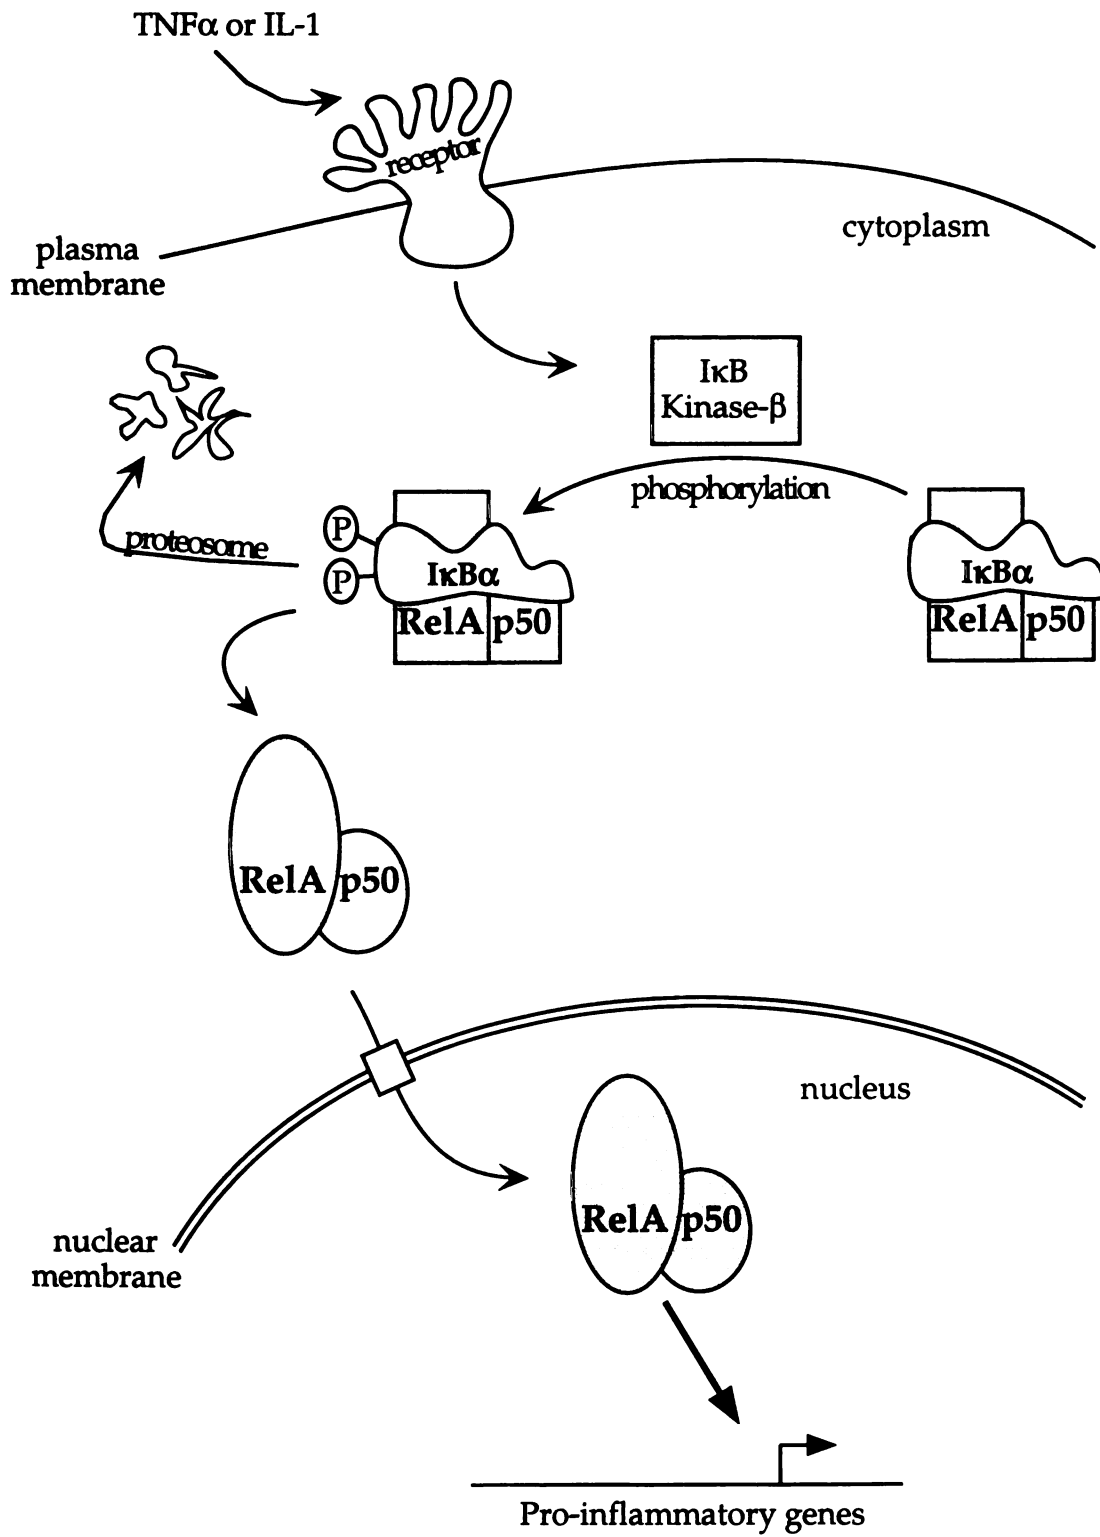 TNFα or IL-1
receptor
cytoplasm
plasma
membrane
IκB
Kinase-β
phosphorylation
P
proteosome
P
IκBα
RelA p50
IκBα
RelA p50
RelA p50
nucleus
RelA p50
nuclear
membrane
Pro-inflammatory genes